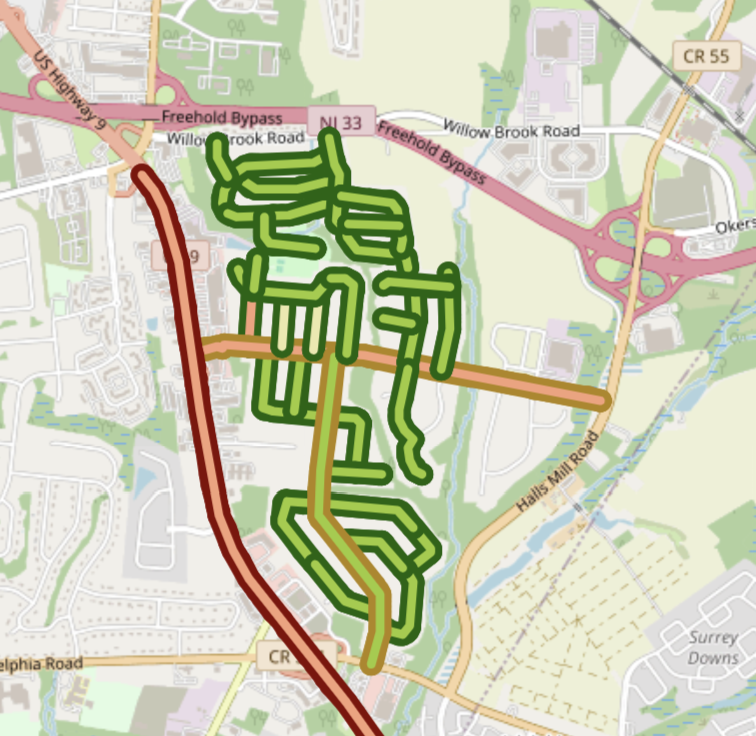 US Highway 9
CR 55
Freehold Bypass
NJ 33
Willow Brook Road
Freehold Bypass
Willow Brook Road
Okers
Halls Mill Road
Surrey
Downs
elphia Road
CR